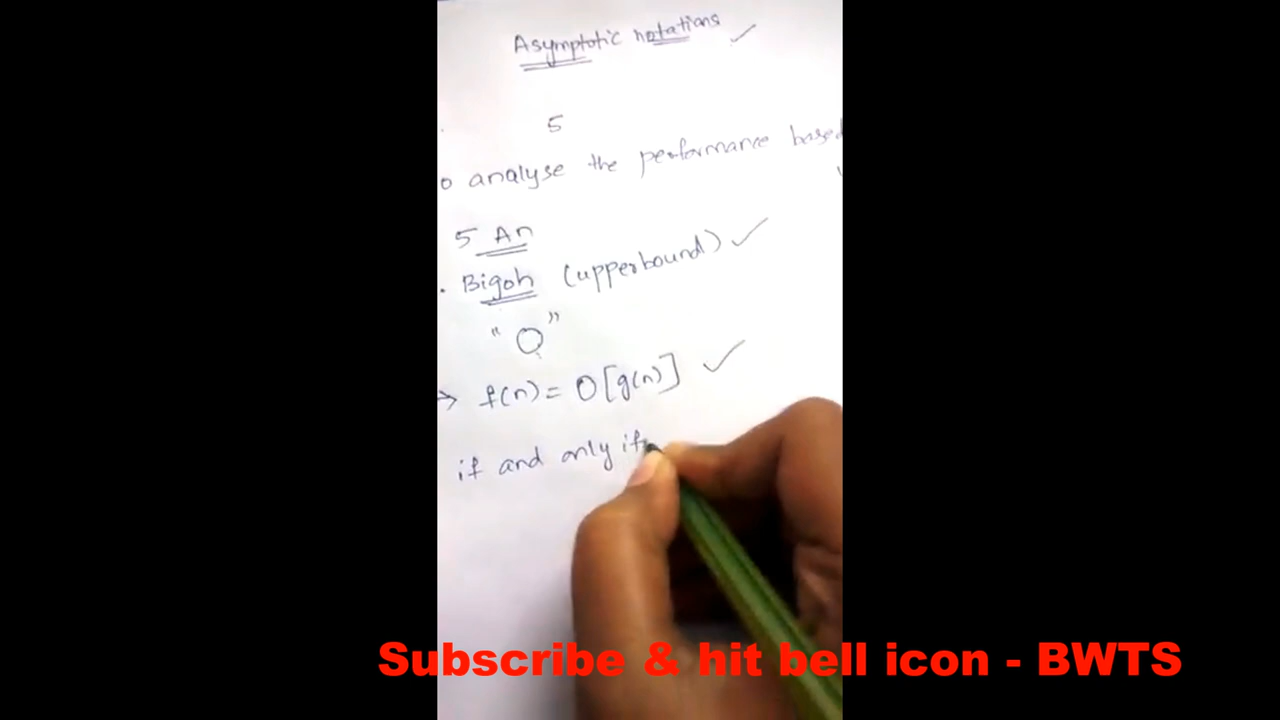 Asymptotic notations
5
o analyse the performance based
5 An
. Bigoh (upperbound)
"O"
→ f(n) = O[g(n)]
if and only if
Subscribe & hit bell icon - BWTS